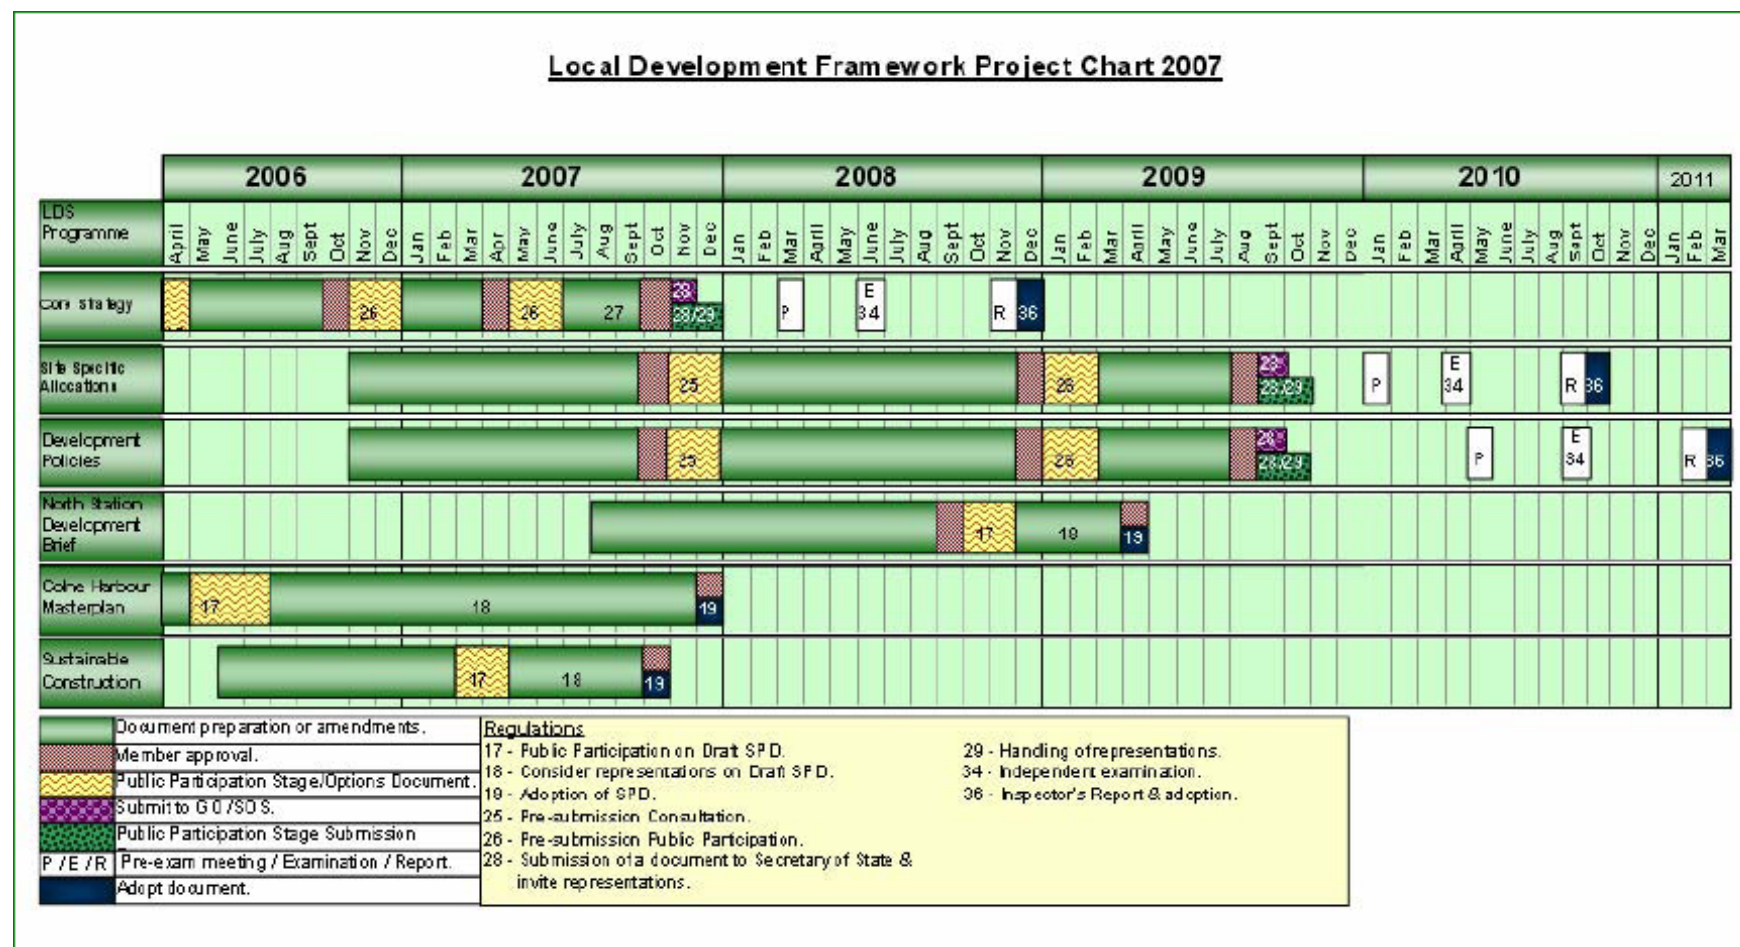 Local Development Framework Project Chart 2007
2006 2007 2008 2009 2010 2011
LDS
Programme
April May June July Aug Sept Oct Nov Dec Jan Feb Mar Apr May June July Aug Sept Oct Nov Dec Jan Feb Mar April May June July Aug Sept Oct Nov Dec Jan Feb Mar April May June July Aug Sept Oct Nov Dec Jan Feb Mar April May June July Aug Sept Oct Nov Dec Jan Feb Mar
Core Strategy
26 26 27 28 28/29 P E 34 R 36
Site Specific
Allocations
25 26 28 28/29 P E 34 R 36
Development
Policies
25 26 28 28/29 P E 34 R 36
North Station
Development
Brief
17 18 19
Colne Harbour
Masterplan
17 18 19
Sustainable
Construction
17 18 19
Document preparation or amendments.
Member approval.
Public Participation Stage/Options Document.
Submit to GO/SOS.
Public Participation Stage Submission
P / E / R Pre-exam meeting / Examination / Report.
Adopt document.
Regulations
17 - Public Participation on Draft SPD.
18 - Consider representations on Draft SPD.
19 - Adoption of SPD.
25 - Pre-submission Consultation.
26 - Pre-submission Public Participation.
28 - Submission of a document to Secretary of State &
invite representations.
29 - Handling of representations.
34 - Independent examination.
36 - Inspector's Report & adoption.